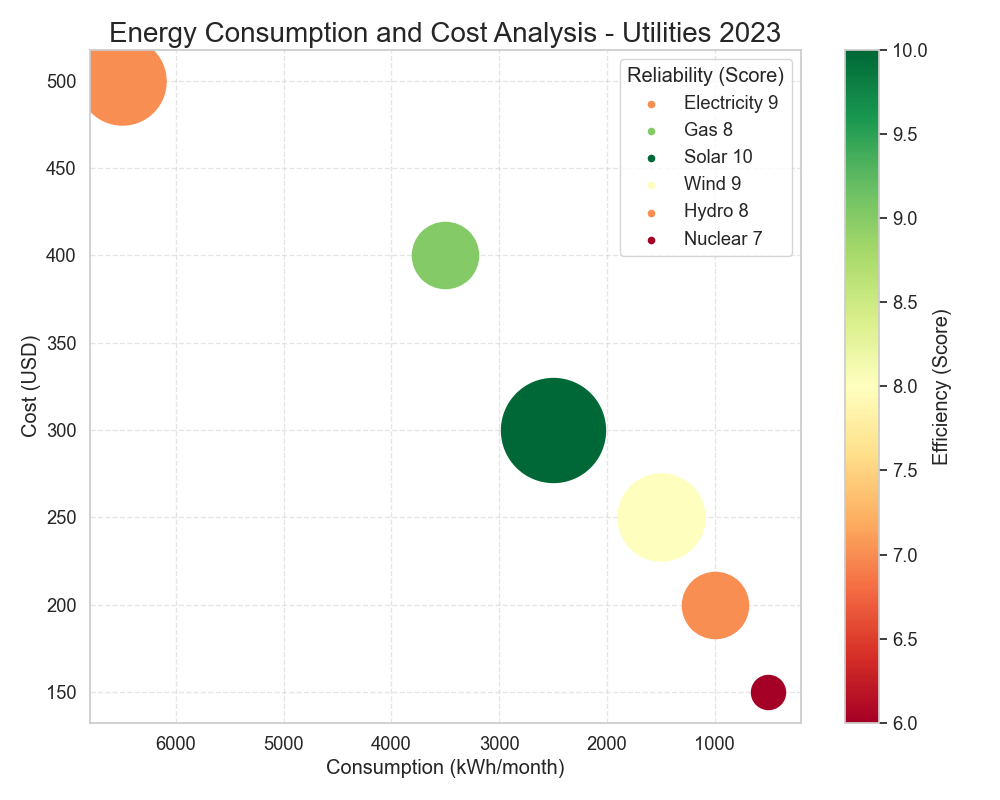 Energy Consumption and Cost Analysis - Utilities 2023
Cost (USD)
500
450
400
350
300
250
200
150
6000
5000
4000
3000
2000
1000
Consumption (kWh/month)
Reliability (Score)
Electricity 9
Gas 8
Solar 10
Wind 9
Hydro 8
Nuclear 7
10.0
9.5
9.0
8.5
8.0
7.5
7.0
6.5
6.0
Efficiency (Score)